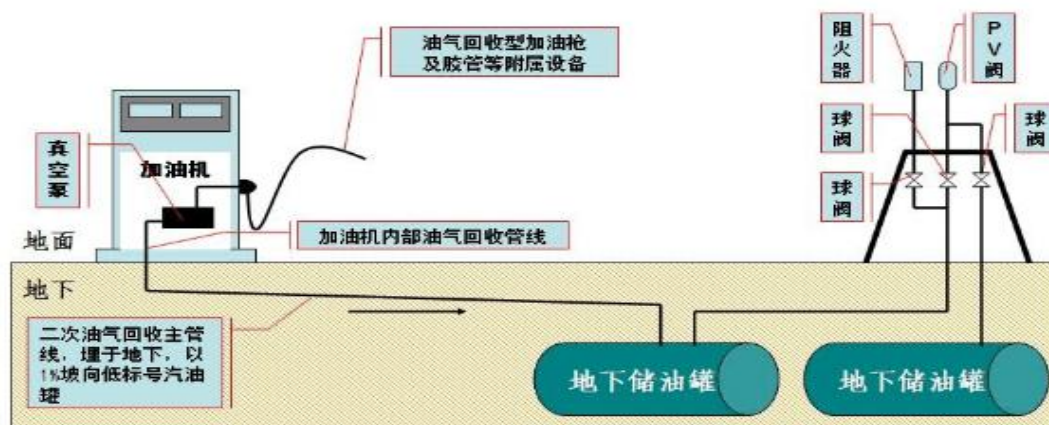 油气回收型加油枪
及胶管等附属设备
阻火器
PV阀
真空泵
加油机
球阀
球阀
球阀
加油机内部油气回收管线
地面
地下
二次油气回收主管
线，埋于地下，以
1%坡向低标号汽油
罐
地下储油罐
地下储油罐